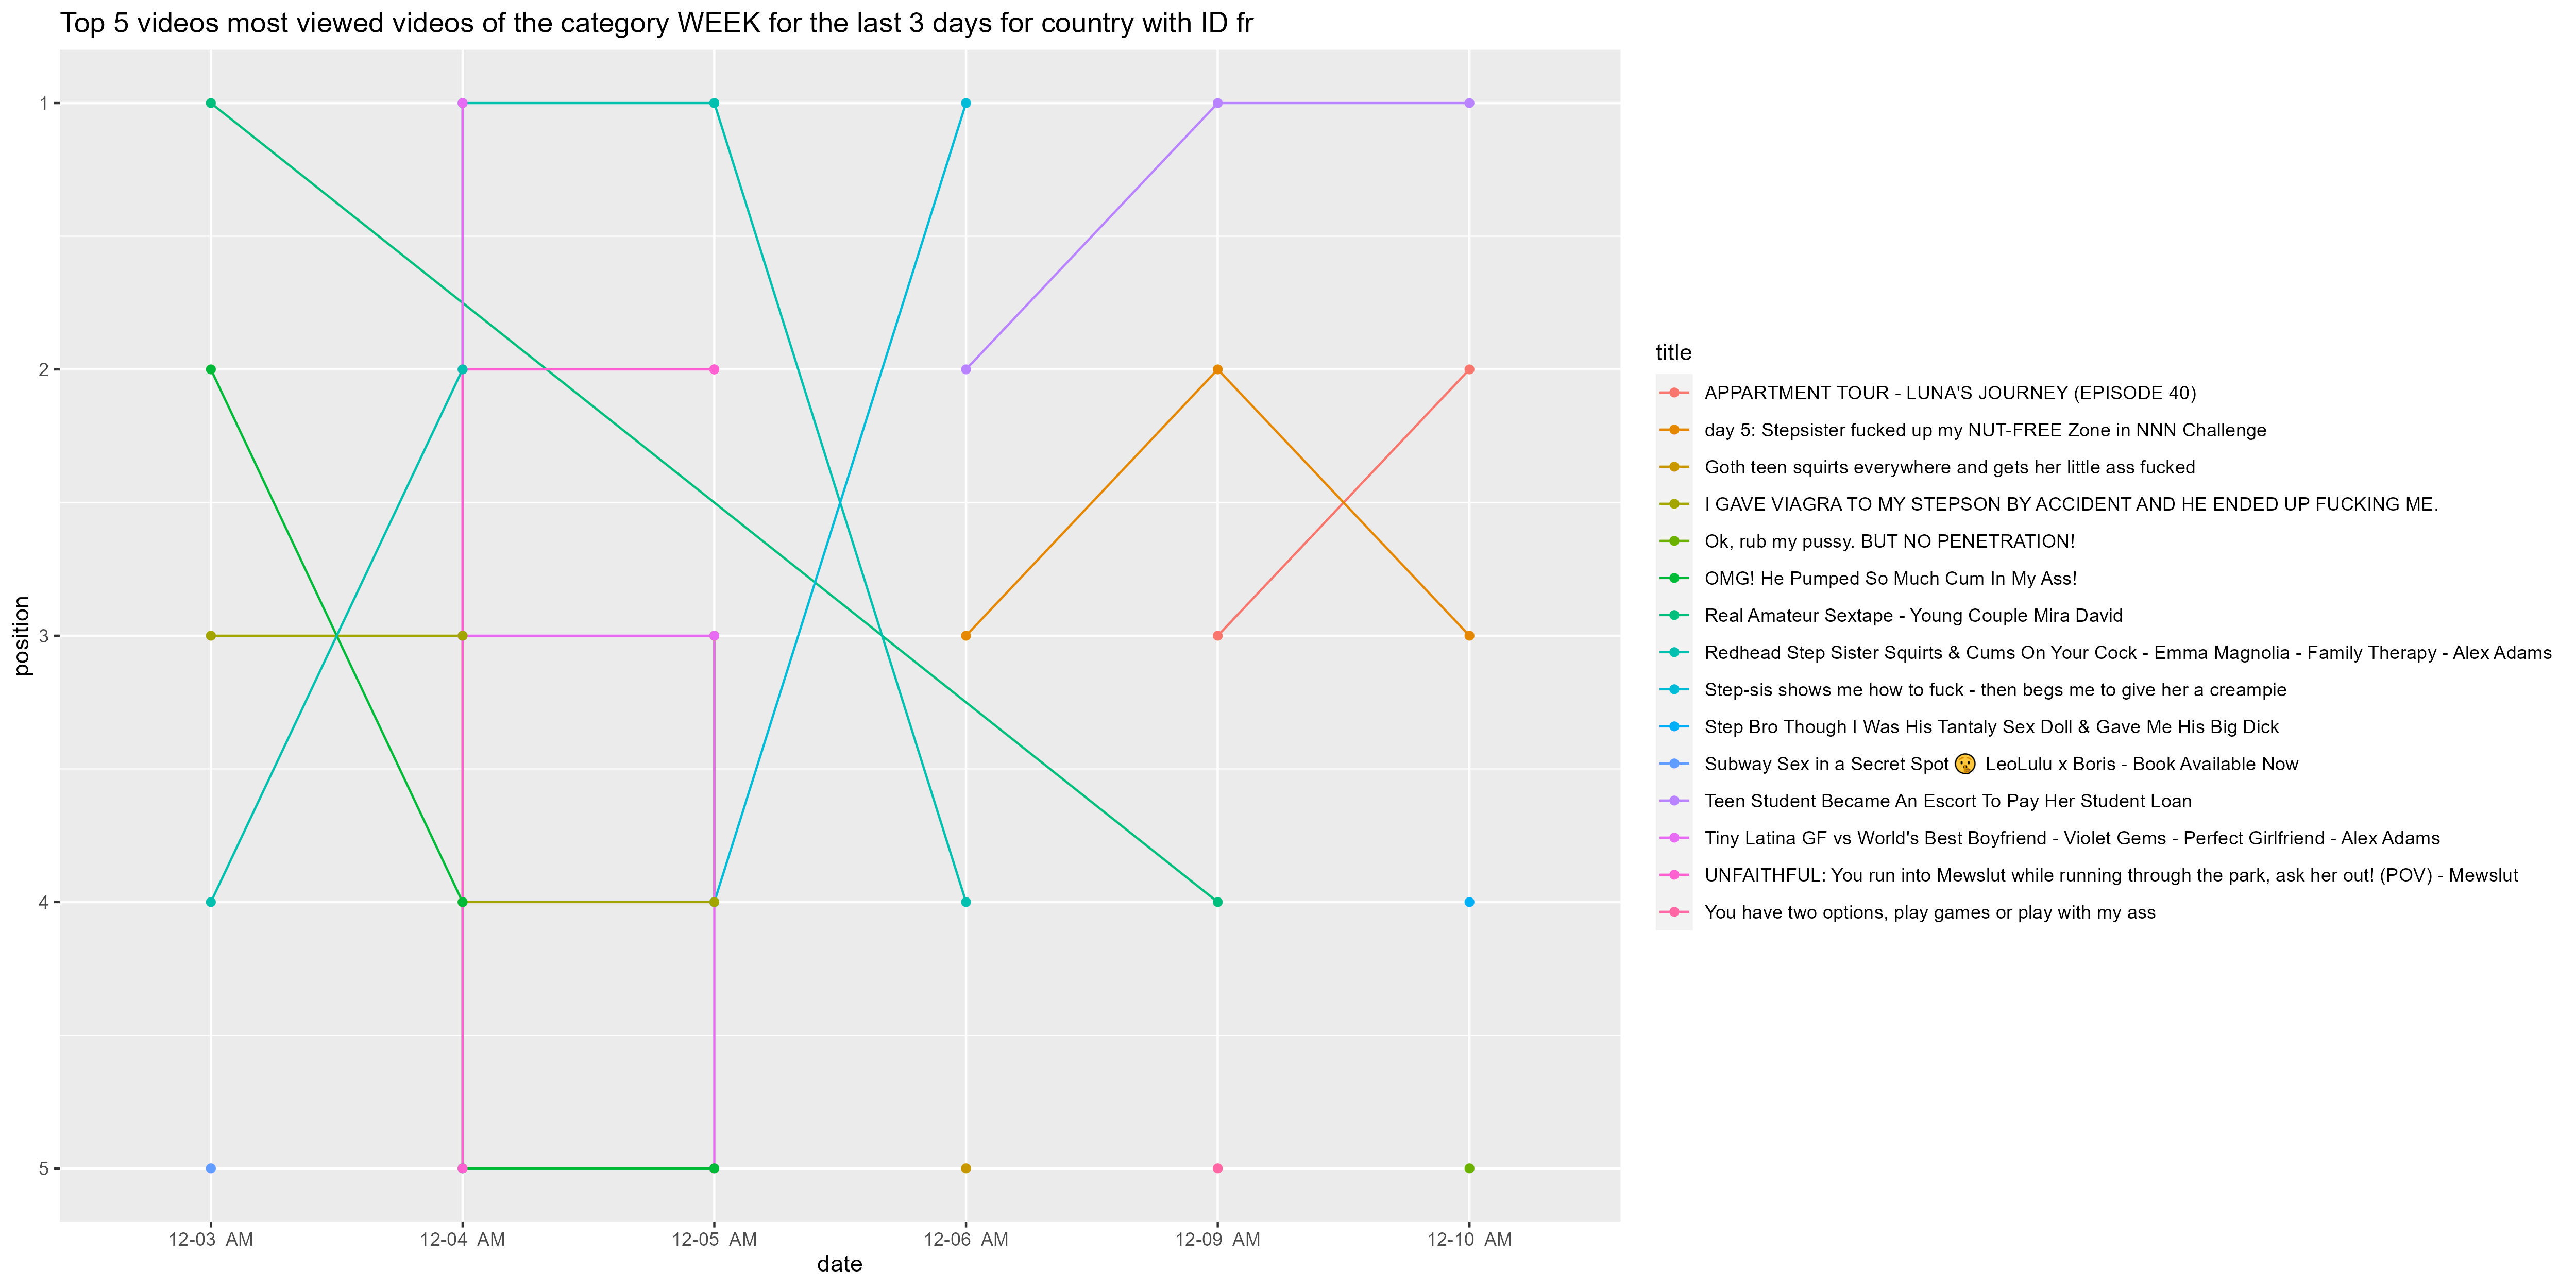 Top 5 videos most viewed videos of the category WEEK for the last 3 days for country with ID fr
position
1
2
3
4
5
12-03 AM
12-04 AM
12-05 AM
12-06 AM
12-09 AM
12-10 AM
date
title
APPARTMENT TOUR - LUNA'S JOURNEY (EPISODE 40)
day 5: Stepsister fucked up my NUT-FREE Zone in NNN Challenge
Goth teen squirts everywhere and gets her little ass fucked
I GAVE VIAGRA TO MY STEPSON BY ACCIDENT AND HE ENDED UP FUCKING ME.
Ok, rub my pussy. BUT NO PENETRATION!
OMG! He Pumped So Much Cum In My Ass!
Real Amateur Sextape - Young Couple Mira David
Redhead Step Sister Squirts & Cums On Your Cock - Emma Magnolia - Family Therapy - Alex Adams
Step-sis shows me how to fuck - then begs me to give her a creampie
Step Bro Though I Was His Tantaly Sex Doll & Gave Me His Big Dick
Subway Sex in a Secret Spot 🤫 LeoLulu x Boris - Book Available Now
Teen Student Became An Escort To Pay Her Student Loan
Tiny Latina GF vs World's Best Boyfriend - Violet Gems - Perfect Girlfriend - Alex Adams
UNFAITHFUL: You run into Mewslut while running through the park, ask her out! (POV) - Mewslut
You have two options, play games or play with my ass